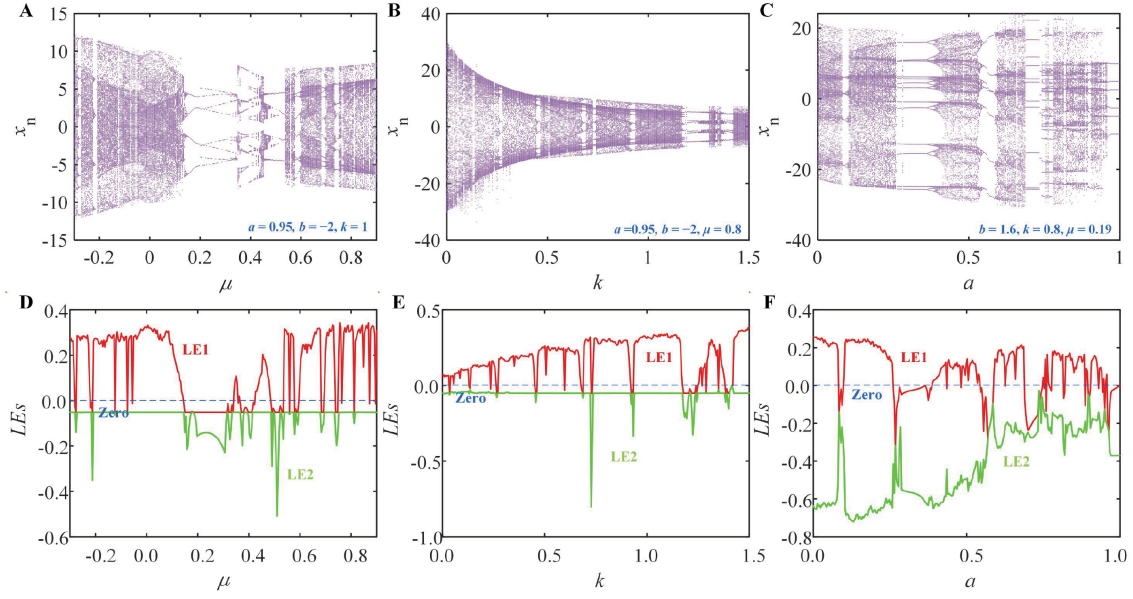 A
15
10
5
0
-5
-10
-15
xn
-0.2
0
0.2
0.4
0.6
0.8
μ
a = 0.95, b = −2, k = 1
B
40
20
0
-20
-40
xn
0
0.5
1
1.5
k
a =0.95, b = −2, μ = 0.8
C
20
0
-20
-40
xn
0
0.5
1
a
b = 1.6, k = 0.8, μ = 0.19
D
0.4
0.2
0.0
-0.2
-0.4
-0.6
LEs
-0.2
0.0
0.2
0.4
0.6
0.8
μ
LE1
Zero
LE2
E
0.5
0.0
-0.5
-1.0
LEs
0.0
0.5
1.0
1.5
k
LE1
Zero
LE2
F
0.4
0.2
0.0
-0.2
-0.4
-0.6
-0.8
LEs
0.0
0.5
1.0
a
LE1
Zero
LE2